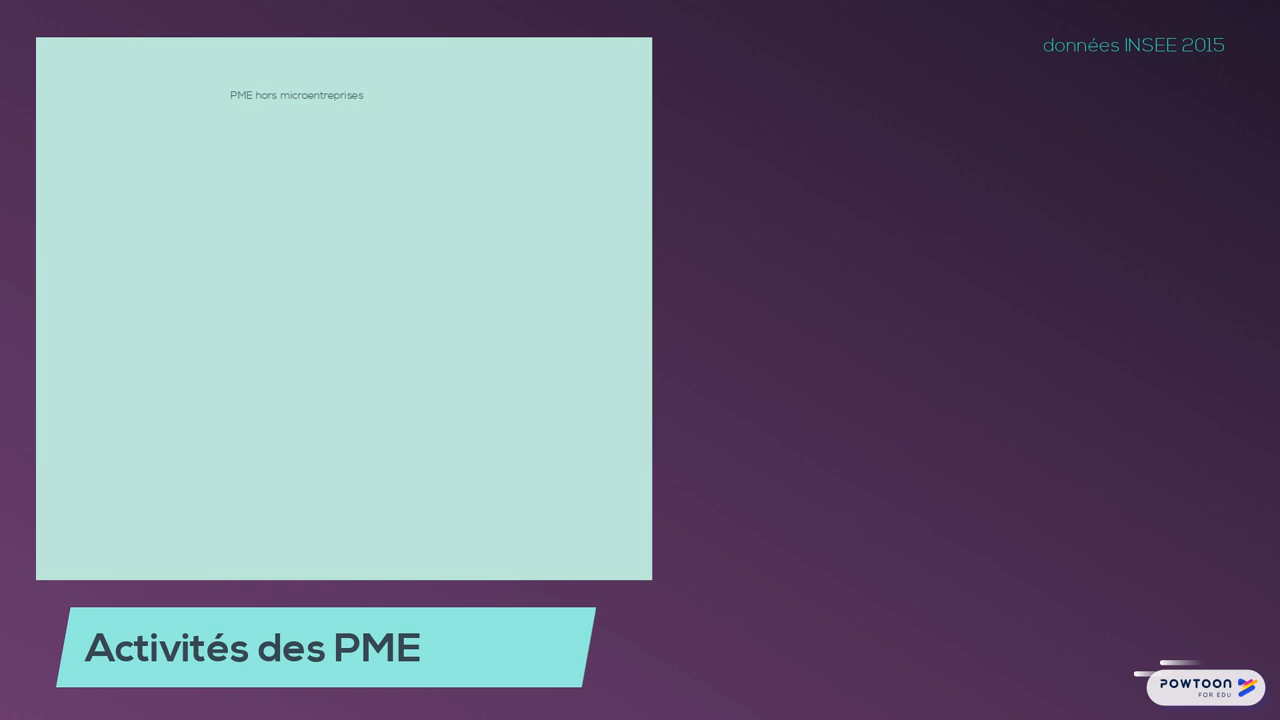 données INSEE 2015
PME hors microentreprises
Activités des PME
POWTOON
FOR EDU